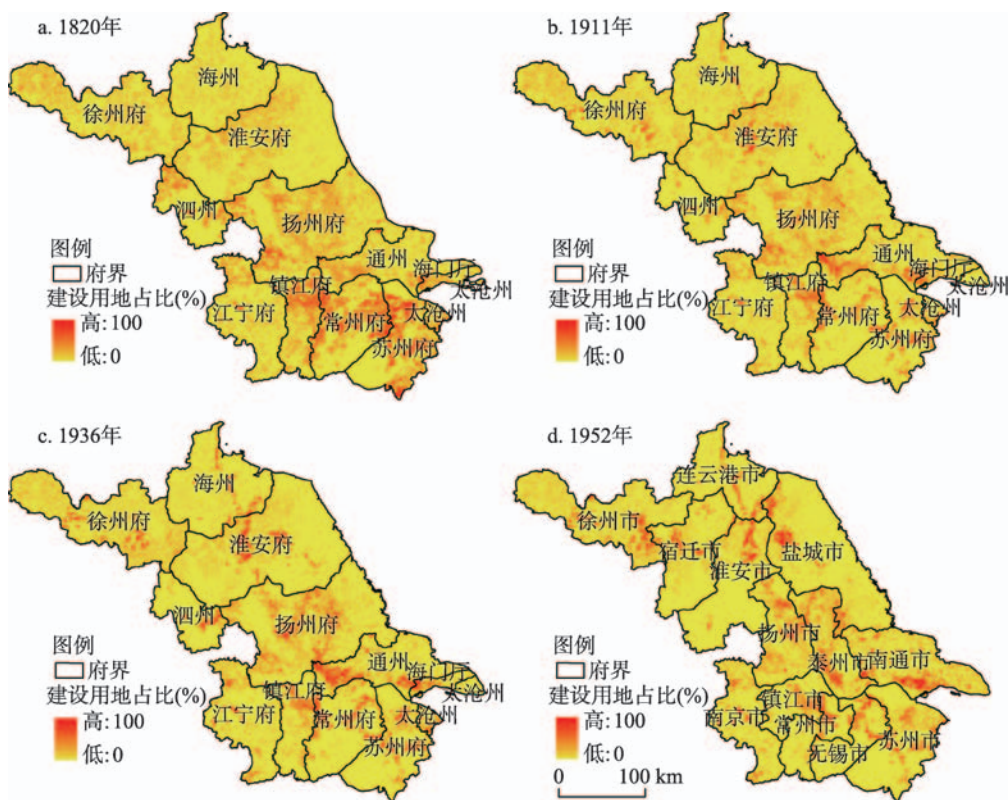 a. 1820年
海州
徐州府
淮安府
泗州
扬州府
通州
海门厅
太沧州
镇江府
江宁府
常州府
太沧州
苏州府
图例
府界
建设用地占比(%)
高: 100
低: 0
b. 1911年
海州
徐州府
淮安府
泗州
扬州府
通州
海门厅
太沧州
镇江府
江宁府
常州府
太沧州
苏州府
图例
府界
建设用地占比(%)
高: 100
低: 0
c. 1936年
海州
徐州府
淮安府
泗州
扬州府
通州
海门厅
太沧州
镇江府
江宁府
常州府
太沧州
苏州府
图例
府界
建设用地占比(%)
高: 100
低: 0
d. 1952年
连云港市
徐州市
宿迁市
淮安市
盐城市
扬州市
泰州市
南通市
镇江市
南京市
常州市
无锡市
苏州市
图例
府界
建设用地占比(%)
高: 100
低: 0
0 100 km